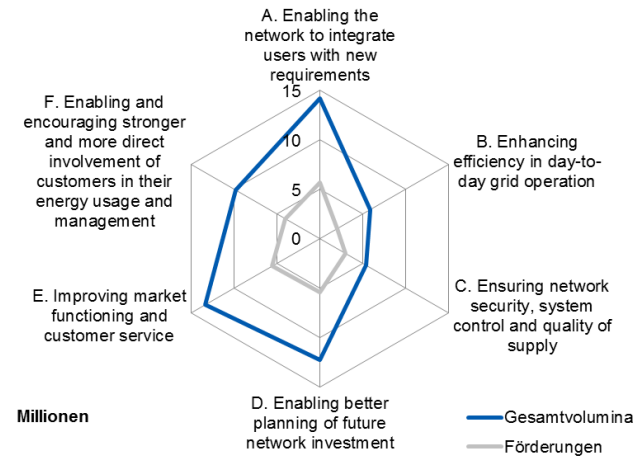 A. Enabling the
network to integrate
users with new
requirements
15
10
5
0
B. Enhancing
efficiency in day-to-
day grid operation
C. Ensuring network
security, system
control and quality of
supply
D. Enabling better
planning of future
network investment
E. Improving market
functioning and
customer service
F. Enabling and
encouraging stronger
and more direct
involvement of
customers in their
energy usage and
management
Millionen
Gesamtvolumina
Förderungen